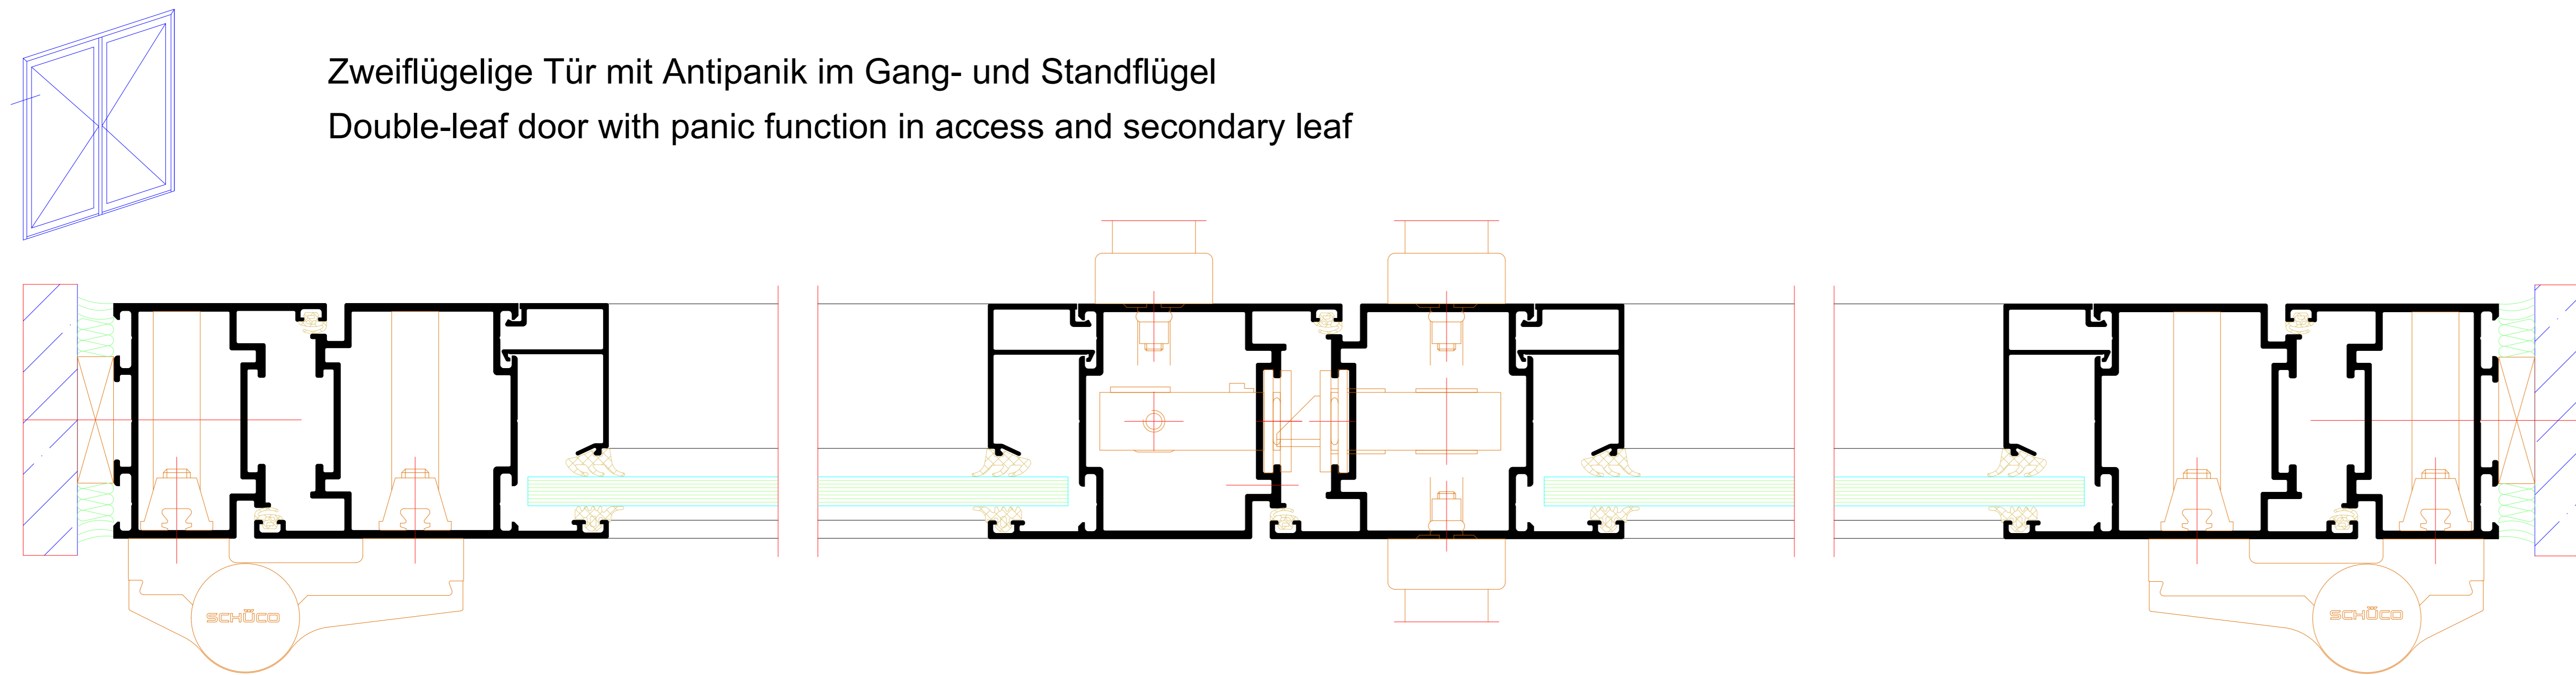 Zweiflügelige Tür mit Antipanik im Gang- und Standflügel
Double-leaf door with panic function in access and secondary leaf
SCHÜCO
SCHÜCO